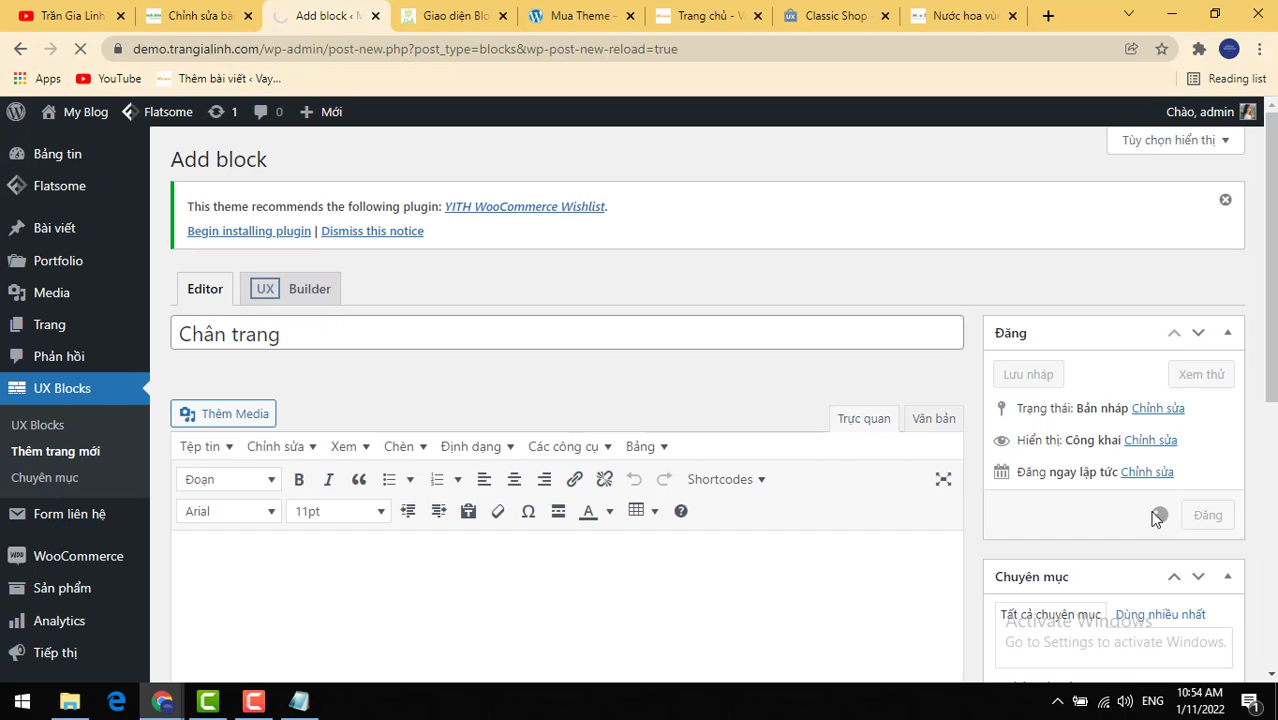 Trần Gia Linh
Chỉnh sửa bản
Add block ‹ M
Giao diện Blo
Mua Theme –
Trang chủ - V
Classic Shop
Nước hoa vù
demo.trangialinh.com/wp-admin/post-new.php?post_type=blocks&wp-post-new-reload=true
Apps
YouTube
Thêm bài viết ‹ Vay...
Reading list
My Blog
Flatsome
1
0
Mới
Chào, admin
Bảng tin
Flatsome
Bài viết
Portfolio
Media
Trang
Phản hồi
UX Blocks
UX Blocks
Thêm trang mới
Chuyên mục
Form liên hệ
WooCommerce
Sản phẩm
Analytics
Tiếp thị
Tùy chọn hiển thị
Add block
This theme recommends the following plugin: YITH WooCommerce Wishlist.
Begin installing plugin | Dismiss this notice
Editor
UX Builder
Chân trang
Thêm Media
Trực quan
Văn bản
Tệp tin
Chỉnh sửa
Xem
Chèn
Định dạng
Các công cụ
Bảng
Đoạn
Shortcodes
Arial
11pt
Đăng
Lưu nháp
Xem thử
Trạng thái: Bản nháp Chỉnh sửa
Hiển thị: Công khai Chỉnh sửa
Đăng ngay lập tức Chỉnh sửa
Đăng
Chuyên mục
Tất cả chuyên mục
Dùng nhiều nhất
Activate Windows
Go to Settings to activate Windows.
ENG
10:54 AM
1/11/2022
1